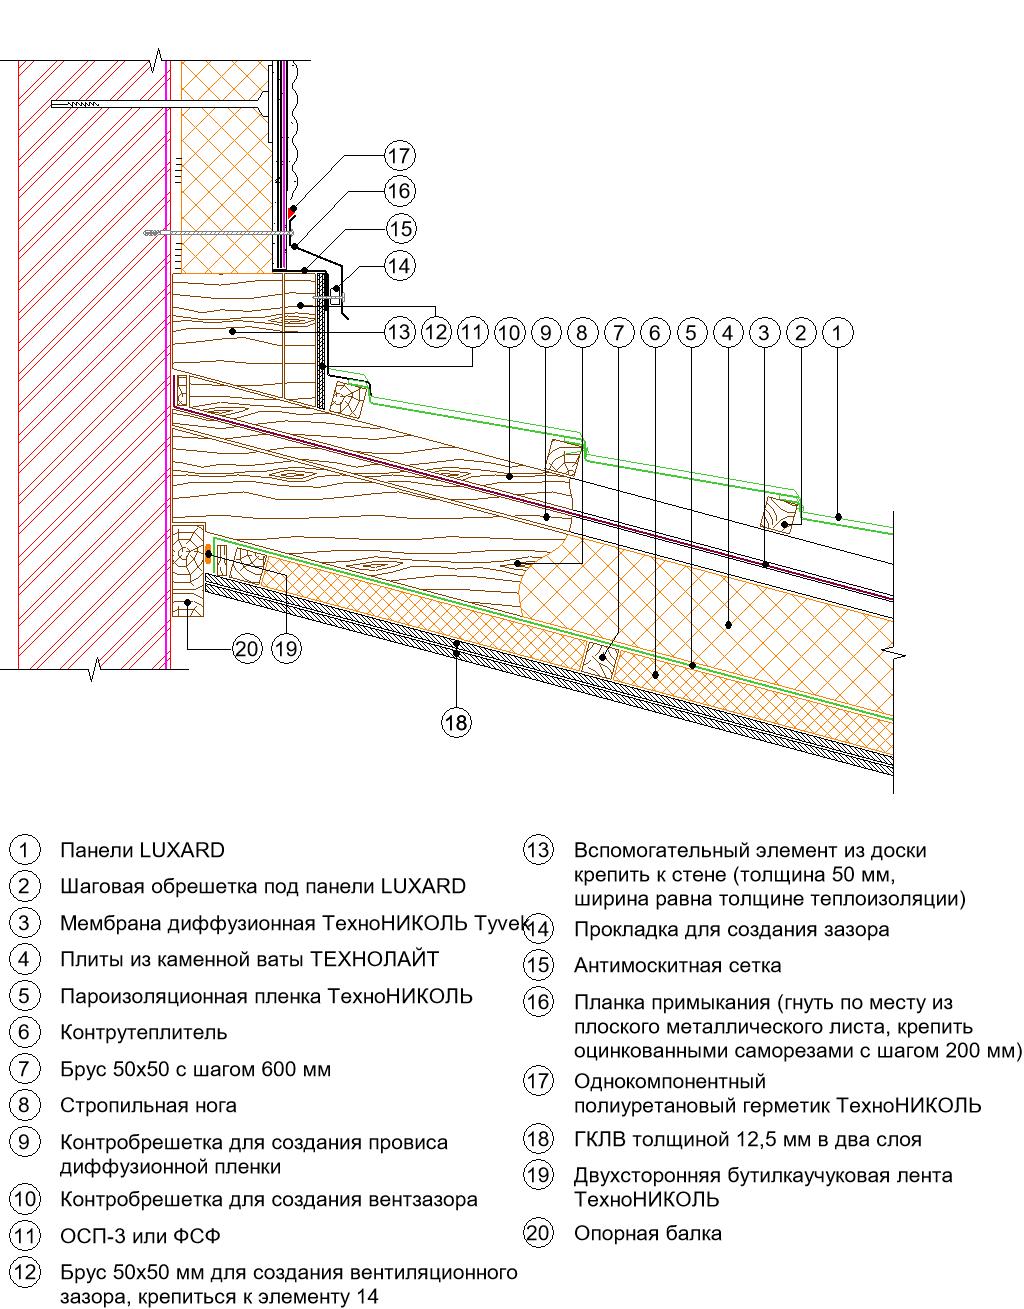 17
16
15
14
13 12 11 10 9 8 7 6 5 4 3 2 1
20 19
18
1 Панели LUXARD
2 Шаговая обрешетка под панели LUXARD
3 Мембрана диффузионная ТехноНИКОЛЬ Tyvek
4 Плиты из каменной ваты ТЕХНОЛАЙТ
5 Пароизоляционная пленка ТехноНИКОЛЬ
6 Контрутеплитель
7 Брус 50x50 с шагом 600 мм
8 Стропильная нога
9 Контробрешетка для создания провиса
диффузионной пленки
10 Контробрешетка для создания вентзазора
11 ОСП-3 или ФСФ
12 Брус 50x50 мм для создания вентиляционного
зазора, крепиться к элементу 14
13 Вспомогательный элемент из доски
крепить к стене (толщина 50 мм,
ширина равна толщине теплоизоляции)
14 Прокладка для создания зазора
15 Антимоскитная сетка
16 Планка примыкания (гнуть по месту из
плоского металлического листа, крепить
оцинкованными саморезами с шагом 200 мм)
17 Однокомпонентный
полиуретановый герметик ТехноНИКОЛЬ
18 ГКЛВ толщиной 12,5 мм в два слоя
19 Двухсторонняя бутилкаучуковая лента
ТехноНИКОЛЬ
20 Опорная балка